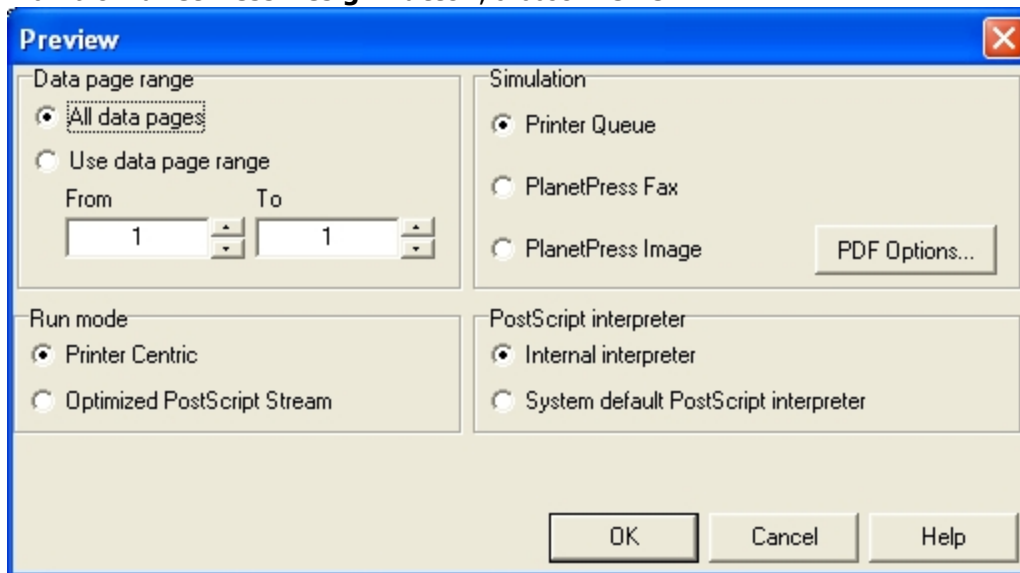 Preview
Data page range
All data pages
Use data page range
From To
1 1
Simulation
Printer Queue
PlanetPress Fax
PlanetPress Image
PDF Options...
Run mode
Printer Centric
Optimized PostScript Stream
PostScript interpreter
Internal interpreter
System default PostScript interpreter
OK Cancel Help